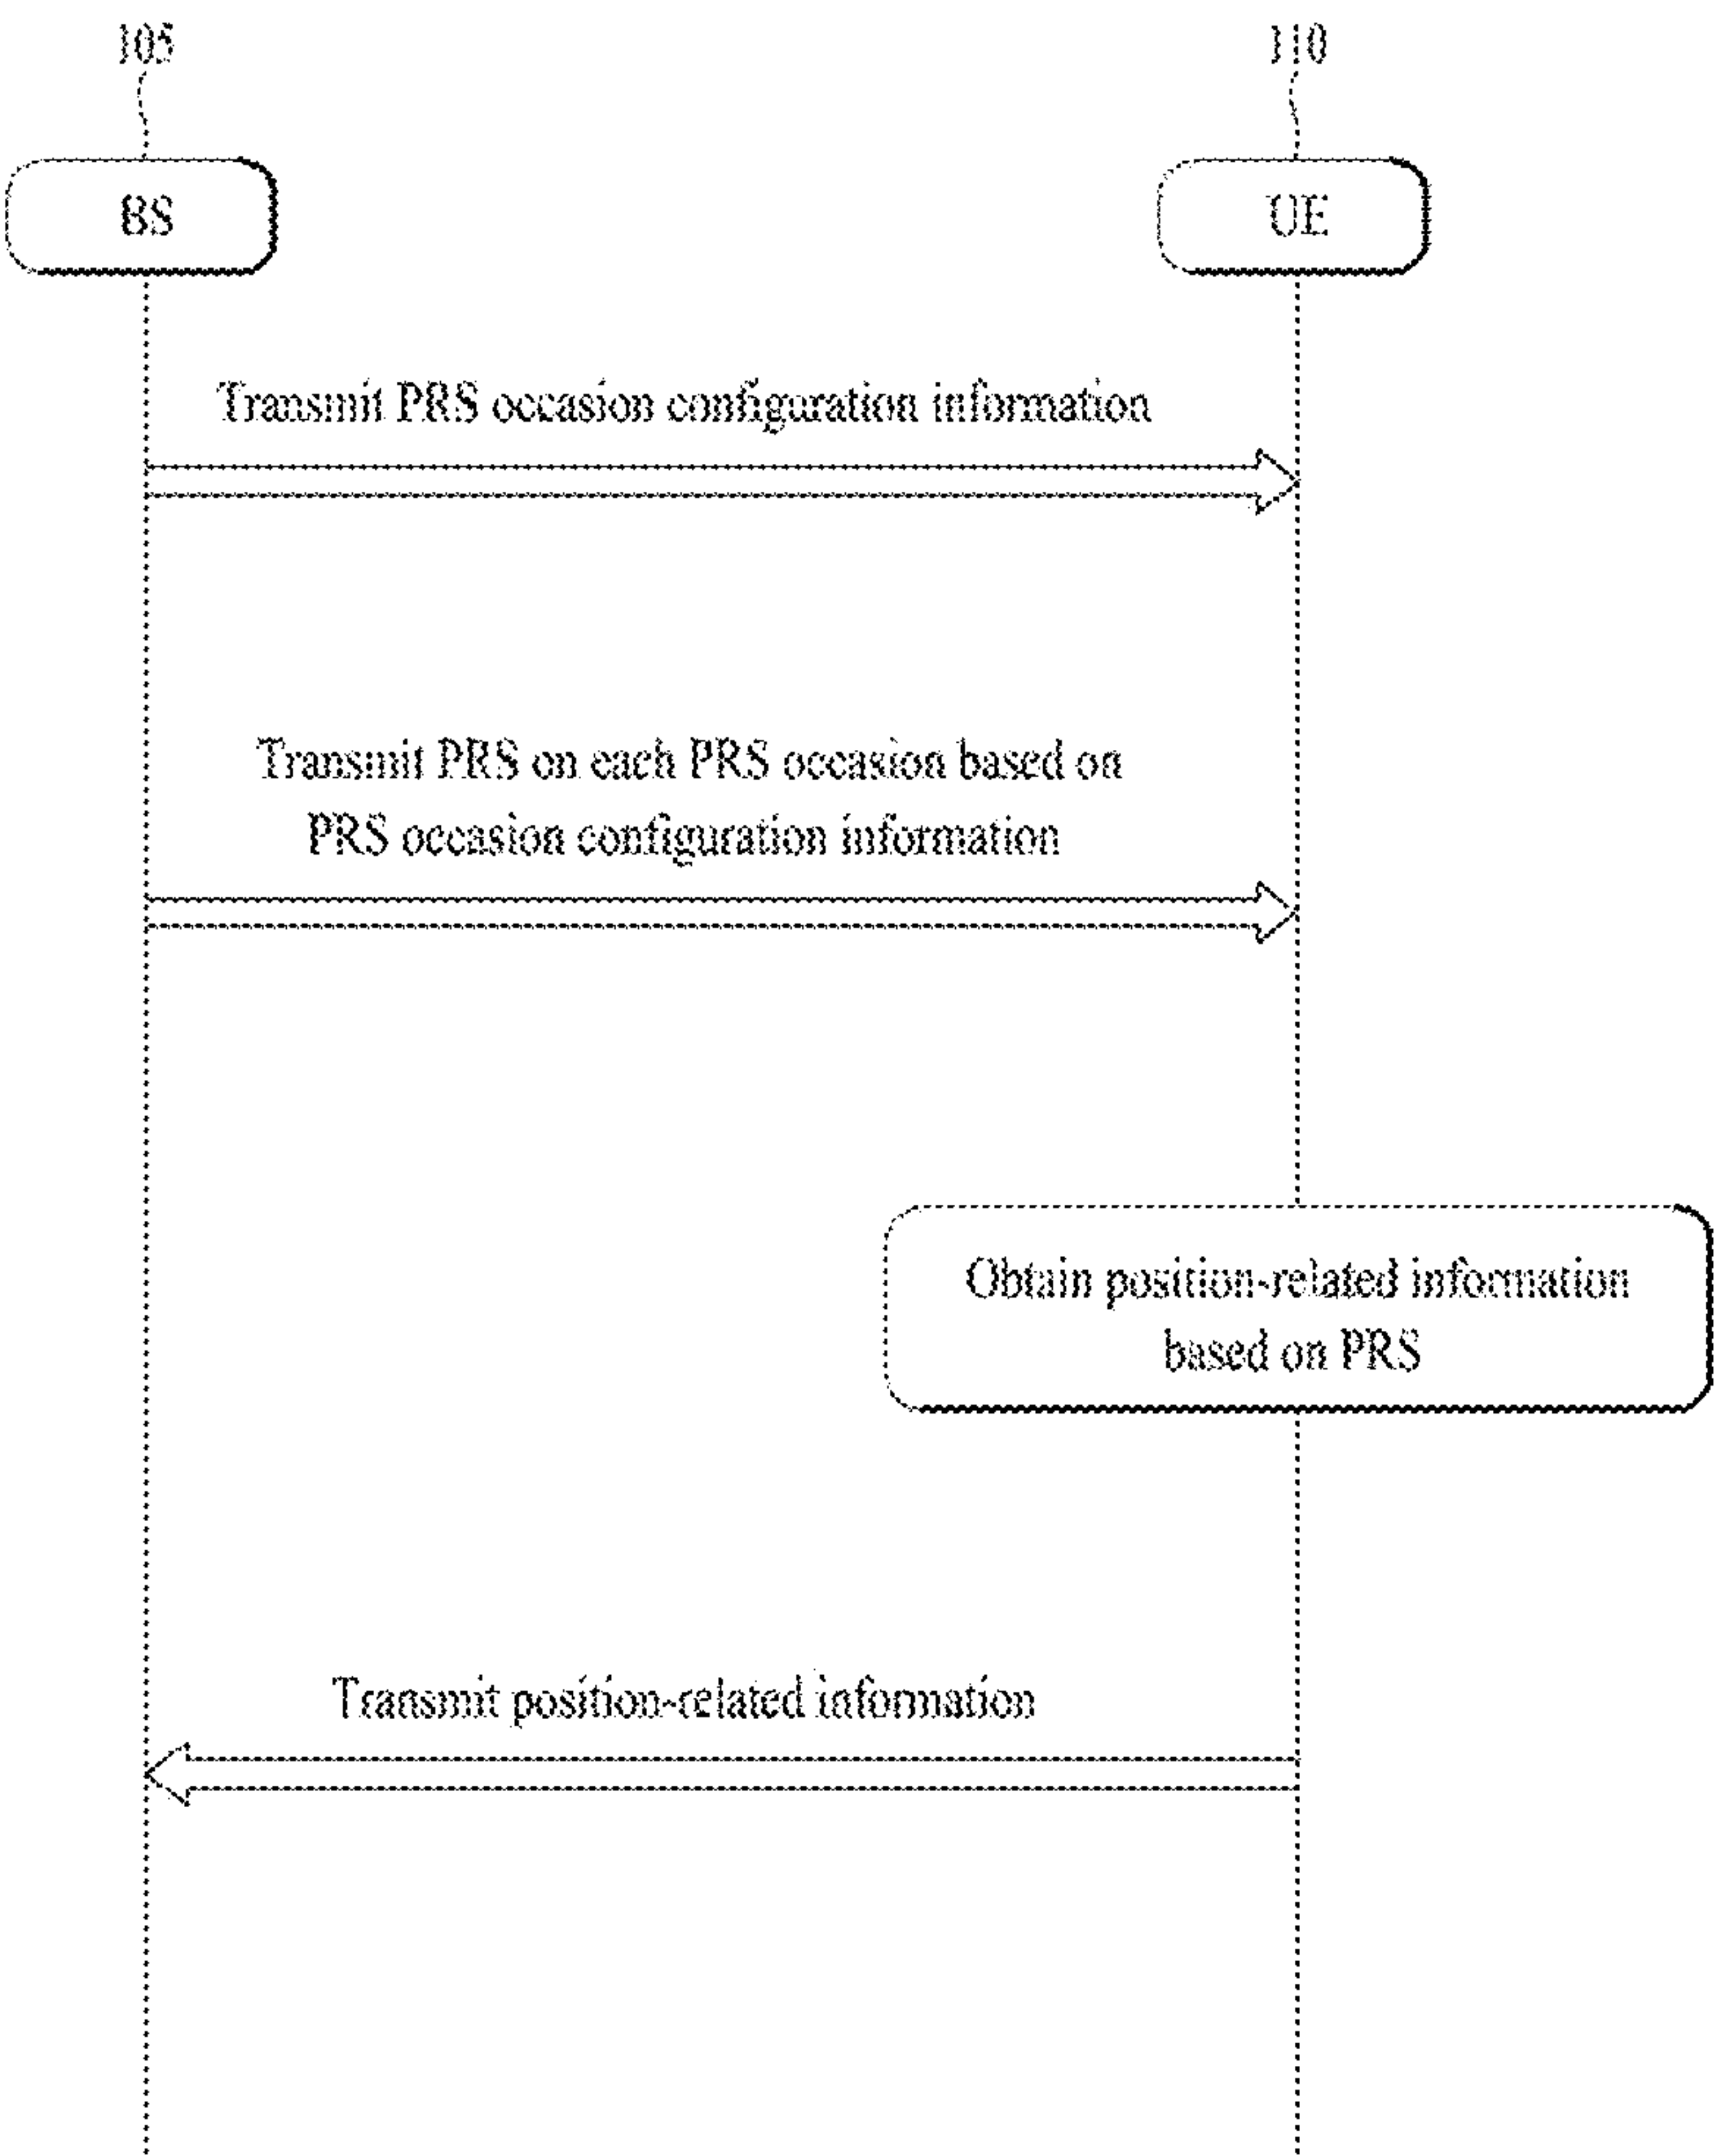 105
110
BS
UE
Transmit PRS occasion configuration information
Transmit PRS on each PRS occasion based on
PRS occasion configuration information
Obtain position-related information
based on PRS
Transmit position-related information